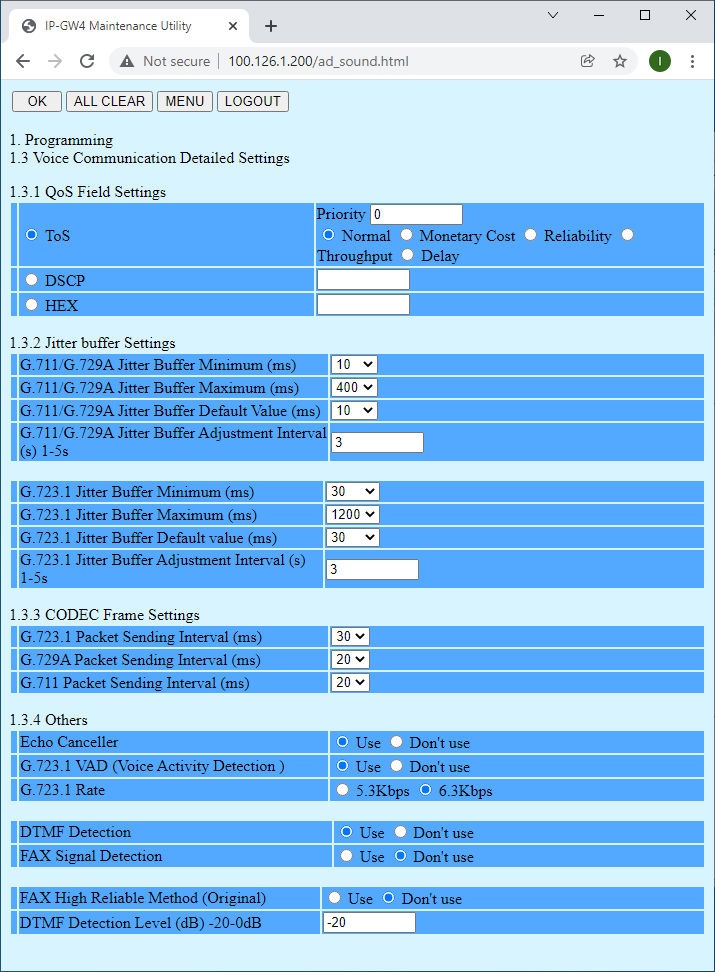 IP-GW4 Maintenance Utility
Not secure 100.126.1.200/ad_sound.html I
OK ALL CLEAR MENU LOGOUT
1. Programming
1.3 Voice Communication Detailed Settings
1.3.1 QoS Field Settings
ToS Priority 0
Normal Monetary Cost Reliability
Throughput Delay
DSCP
HEX
1.3.2 Jitter buffer Settings
G.711/G.729A Jitter Buffer Minimum (ms) 10
G.711/G.729A Jitter Buffer Maximum (ms) 400
G.711/G.729A Jitter Buffer Default Value (ms) 10
G.711/G.729A Jitter Buffer Adjustment Interval
(s) 1-5s 3
G.723.1 Jitter Buffer Minimum (ms) 30
G.723.1 Jitter Buffer Maximum (ms) 1200
G.723.1 Jitter Buffer Default value (ms) 30
G.723.1 Jitter Buffer Adjustment Interval (s)
1-5s 3
1.3.3 CODEC Frame Settings
G.723.1 Packet Sending Interval (ms) 30
G.729A Packet Sending Interval (ms) 20
G.711 Packet Sending Interval (ms) 20
1.3.4 Others
Echo Canceller Use Don't use
G.723.1 VAD (Voice Activity Detection ) Use Don't use
G.723.1 Rate 5.3Kbps 6.3Kbps
DTMF Detection Use Don't use
FAX Signal Detection Use Don't use
FAX High Reliable Method (Original) Use Don't use
DTMF Detection Level (dB) -20-0dB -20